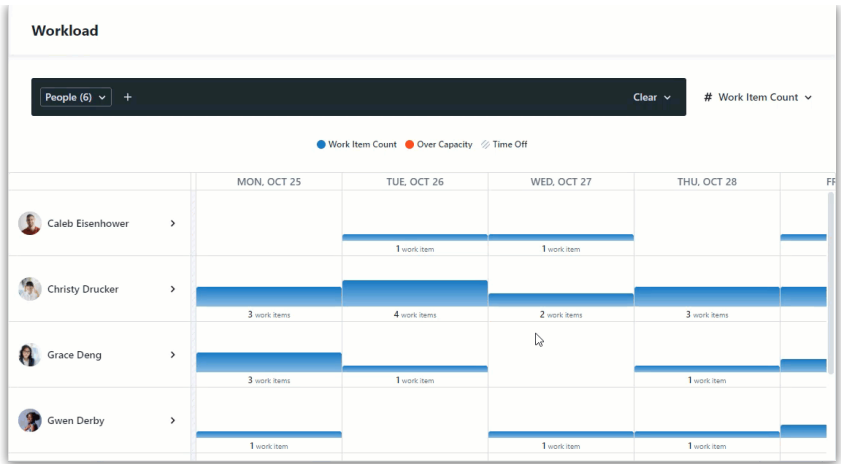 Workload
People (6) +
Clear
# Work Item Count
Work Item Count Over Capacity Time Off
MON, OCT 25 TUE, OCT 26 WED, OCT 27 THU, OCT 28 FR
Caleb Eisenhower
1 work item 1 work item
Christy Drucker
3 work items 4 work items 2 work items 3 work items
Grace Deng
3 work items 1 work item 1 work item
Gwen Derby
1 work item 1 work item 1 work item